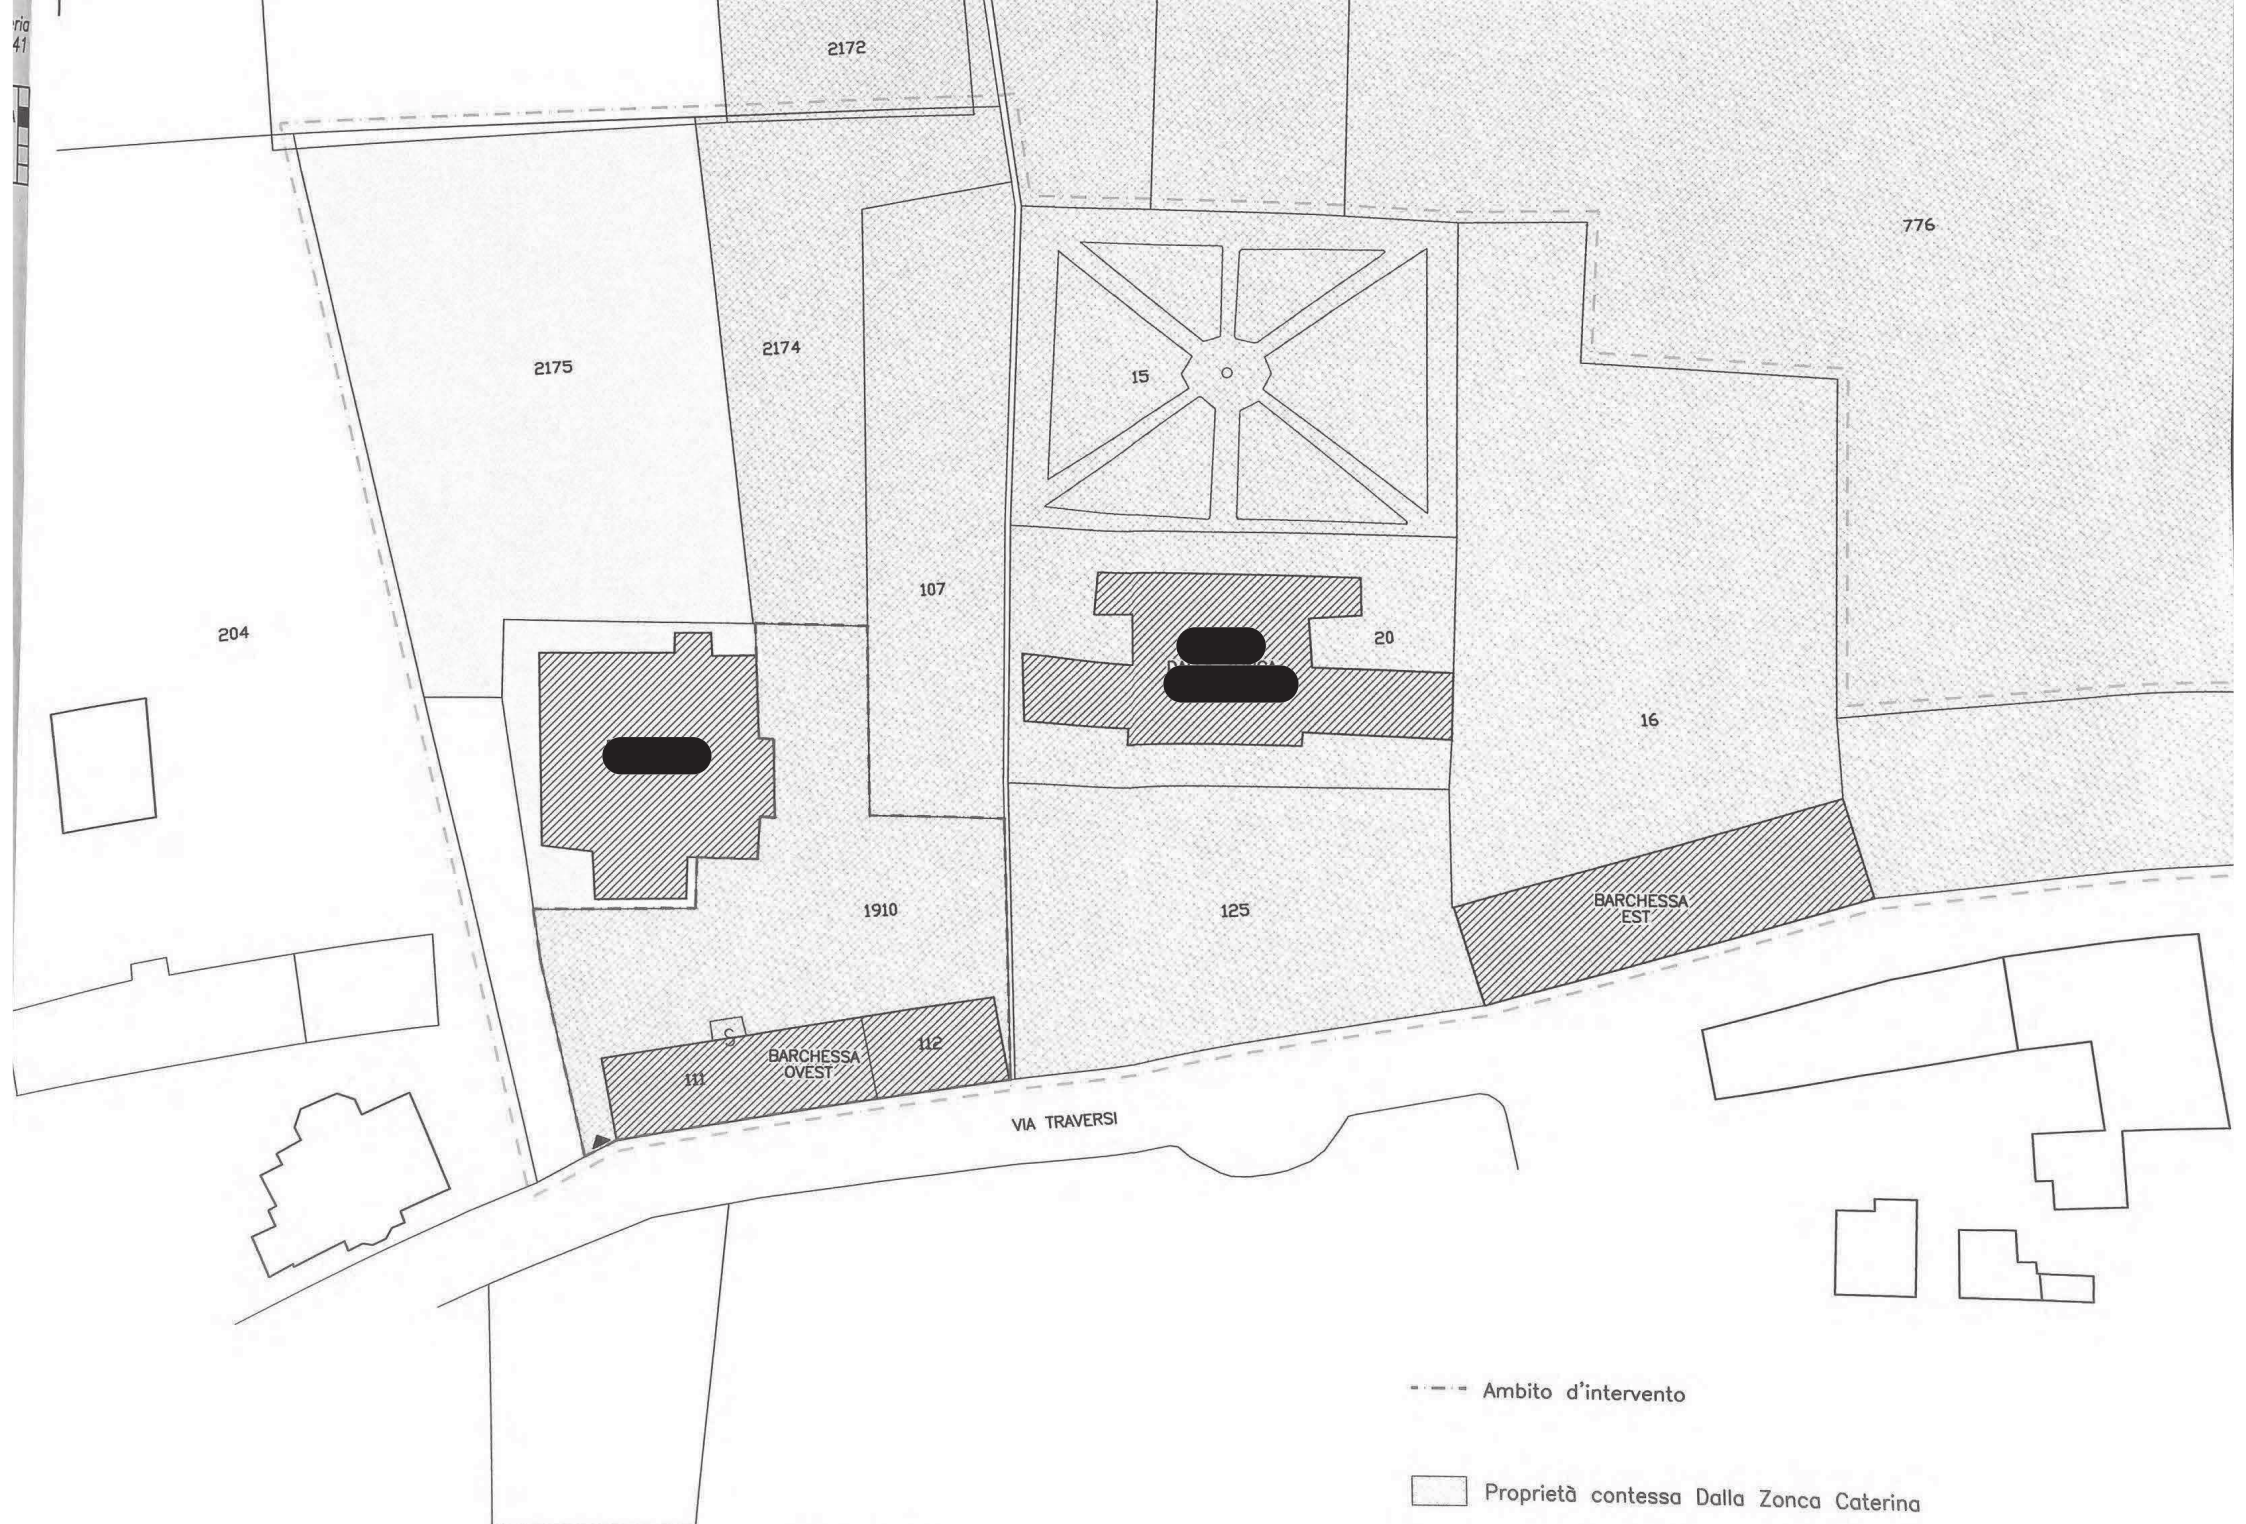 41
2172
776
2174
2175
15
107
204
20
16
BARCHESSA
EST
1910
125
112
BARCHESSA
OVEST
111
VIA TRAVERSI
Ambito d'intervento
Proprietà contessa Dalla Zonca Caterina